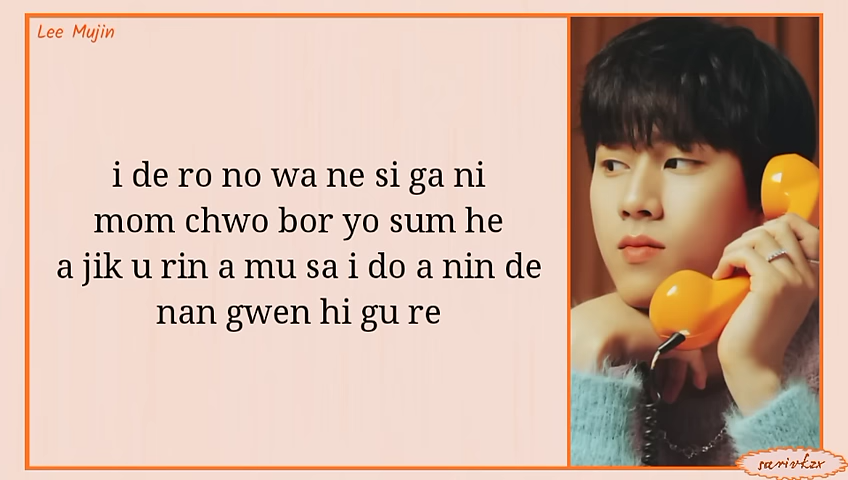 Lee Mujin
i de ro no wa ne si ga ni
mom chwo bor yo sum he
a jik u rin a mu sa i do a nin de
nan gwen hi gu re
sarivkzx